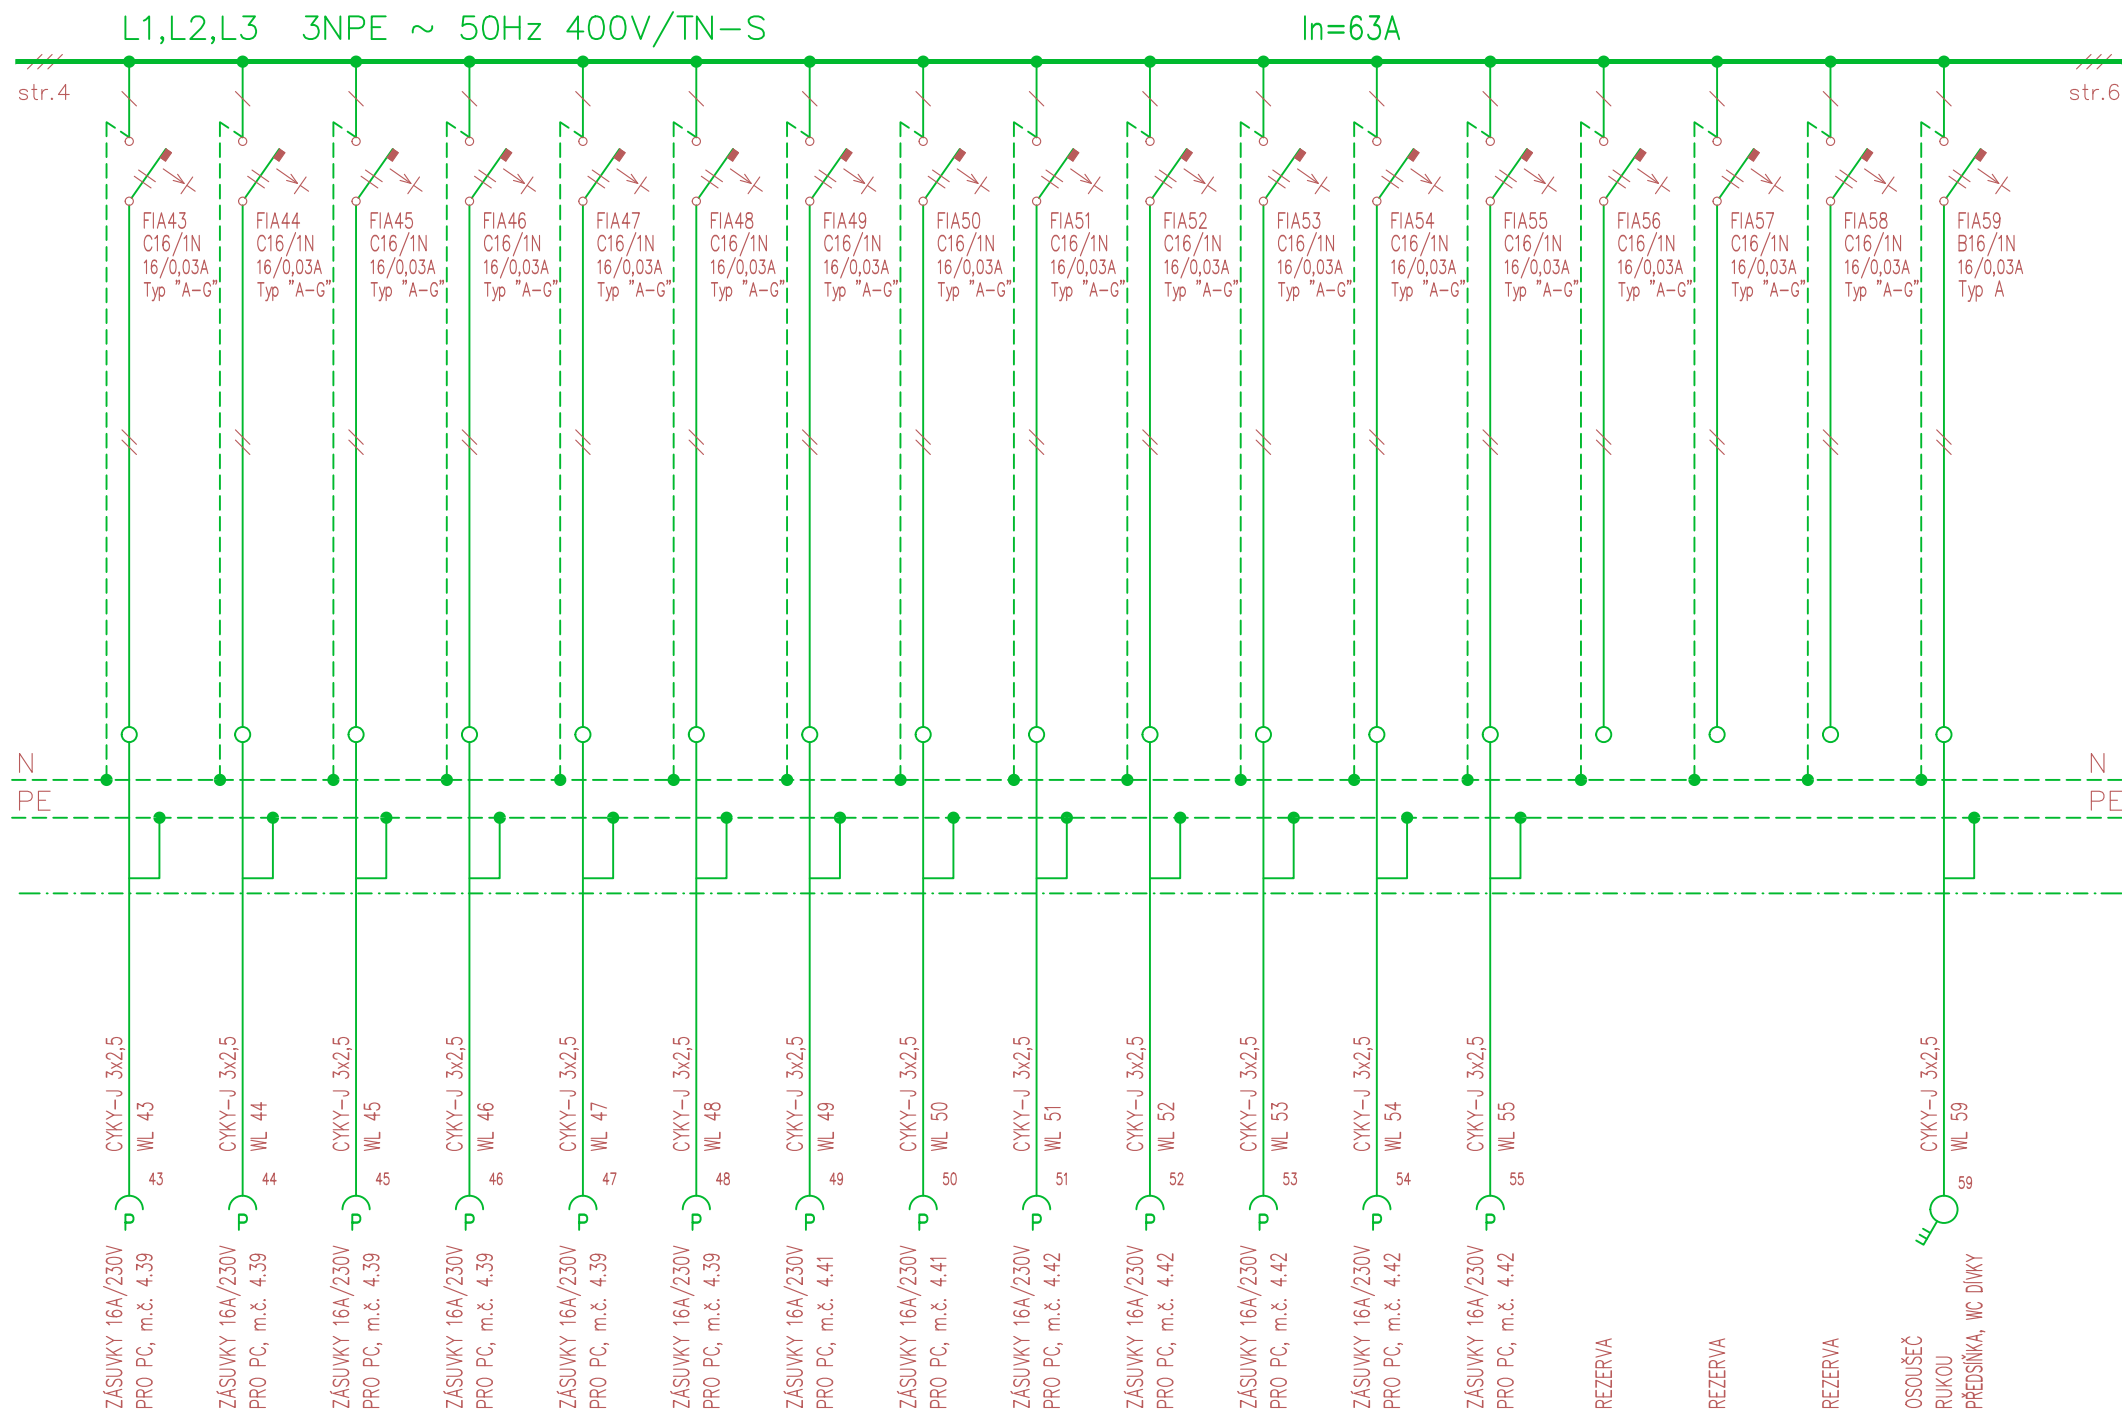 L1,L2,L3 3NPE ~ 50Hz 400V/TN-S
In=63A
str.4
str.6
FIA43
C16/1N
16/0,03A
Typ "A-G"
FIA44
C16/1N
16/0,03A
Typ "A-G"
FIA45
C16/1N
16/0,03A
Typ "A-G"
FIA46
C16/1N
16/0,03A
Typ "A-G"
FIA47
C16/1N
16/0,03A
Typ "A-G"
FIA48
C16/1N
16/0,03A
Typ "A-G"
FIA49
C16/1N
16/0,03A
Typ "A-G"
FIA50
C16/1N
16/0,03A
Typ "A-G"
FIA51
C16/1N
16/0,03A
Typ "A-G"
FIA52
C16/1N
16/0,03A
Typ "A-G"
FIA53
C16/1N
16/0,03A
Typ "A-G"
FIA54
C16/1N
16/0,03A
Typ "A-G"
FIA55
C16/1N
16/0,03A
Typ "A-G"
FIA56
C16/1N
16/0,03A
Typ "A-G"
FIA57
C16/1N
16/0,03A
Typ "A-G"
FIA58
C16/1N
16/0,03A
Typ "A-G"
FIA59
B16/1N
16/0,03A
Typ A
N
N
PE
PE
CYKY-J 3x2,5
WL 43
43
P
ZÁSUVKY 16A/230V
PRO PC, m.č. 4.39
CYKY-J 3x2,5
WL 44
44
P
ZÁSUVKY 16A/230V
PRO PC, m.č. 4.39
CYKY-J 3x2,5
WL 45
45
P
ZÁSUVKY 16A/230V
PRO PC, m.č. 4.39
CYKY-J 3x2,5
WL 46
46
P
ZÁSUVKY 16A/230V
PRO PC, m.č. 4.39
CYKY-J 3x2,5
WL 47
47
P
ZÁSUVKY 16A/230V
PRO PC, m.č. 4.39
CYKY-J 3x2,5
WL 48
48
P
ZÁSUVKY 16A/230V
PRO PC, m.č. 4.39
CYKY-J 3x2,5
WL 49
49
P
ZÁSUVKY 16A/230V
PRO PC, m.č. 4.41
CYKY-J 3x2,5
WL 50
50
P
ZÁSUVKY 16A/230V
PRO PC, m.č. 4.41
CYKY-J 3x2,5
WL 51
51
P
ZÁSUVKY 16A/230V
PRO PC, m.č. 4.42
CYKY-J 3x2,5
WL 52
52
P
ZÁSUVKY 16A/230V
PRO PC, m.č. 4.42
CYKY-J 3x2,5
WL 53
53
P
ZÁSUVKY 16A/230V
PRO PC, m.č. 4.42
CYKY-J 3x2,5
WL 54
54
P
ZÁSUVKY 16A/230V
PRO PC, m.č. 4.42
CYKY-J 3x2,5
WL 55
55
P
ZÁSUVKY 16A/230V
PRO PC, m.č. 4.42
REZERVA
REZERVA
REZERVA
CYKY-J 3x2,5
WL 59
59
OSOUŠEČ
RUKOU
PŘEDSÍŇKA, WC DÍVKY